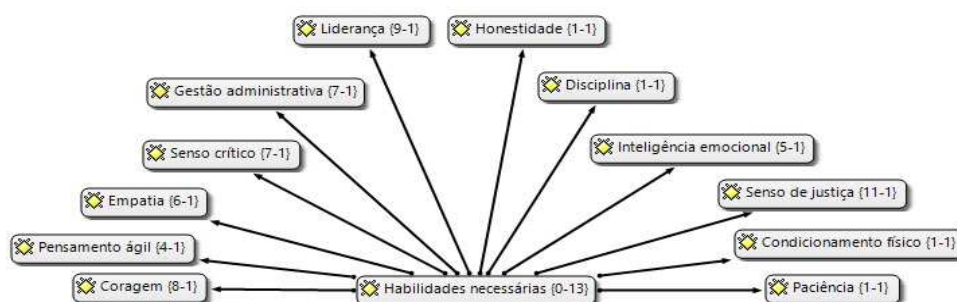 Liderança {9-1}
Honestidade {1-1}
Gestão administrativa {7-1}
Disciplina {1-1}
Senso crítico {7-1}
Inteligência emocional {5-1}
Empatia {6-1}
Senso de justiça {11-1}
Pensamento ágil {4-1}
Condicionamento físico {1-1}
Coragem {8-1}
Habilidades necessárias {0-13}
Paciência {1-1}